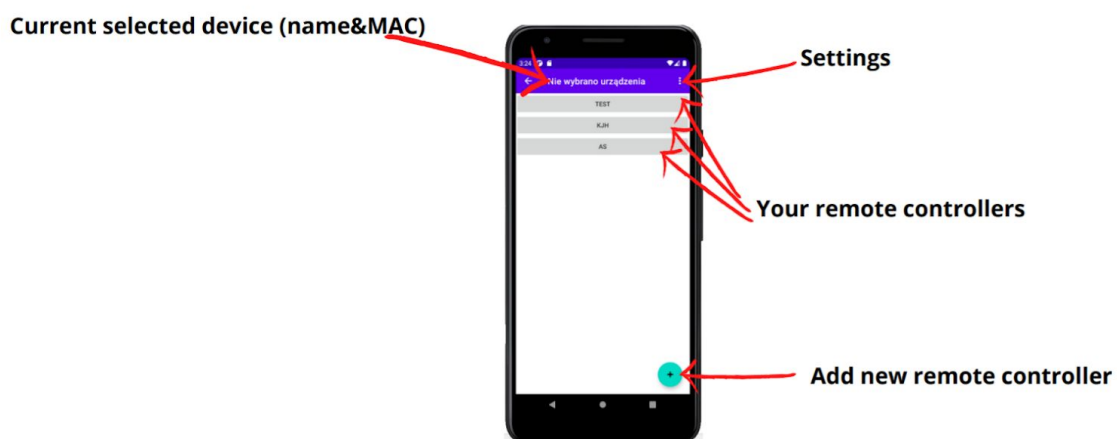 Current selected device (name&MAC)
Settings
3:24
Nie wybrano urządzenia
TEST
KJH
AS
Your remote controllers
Add new remote controller